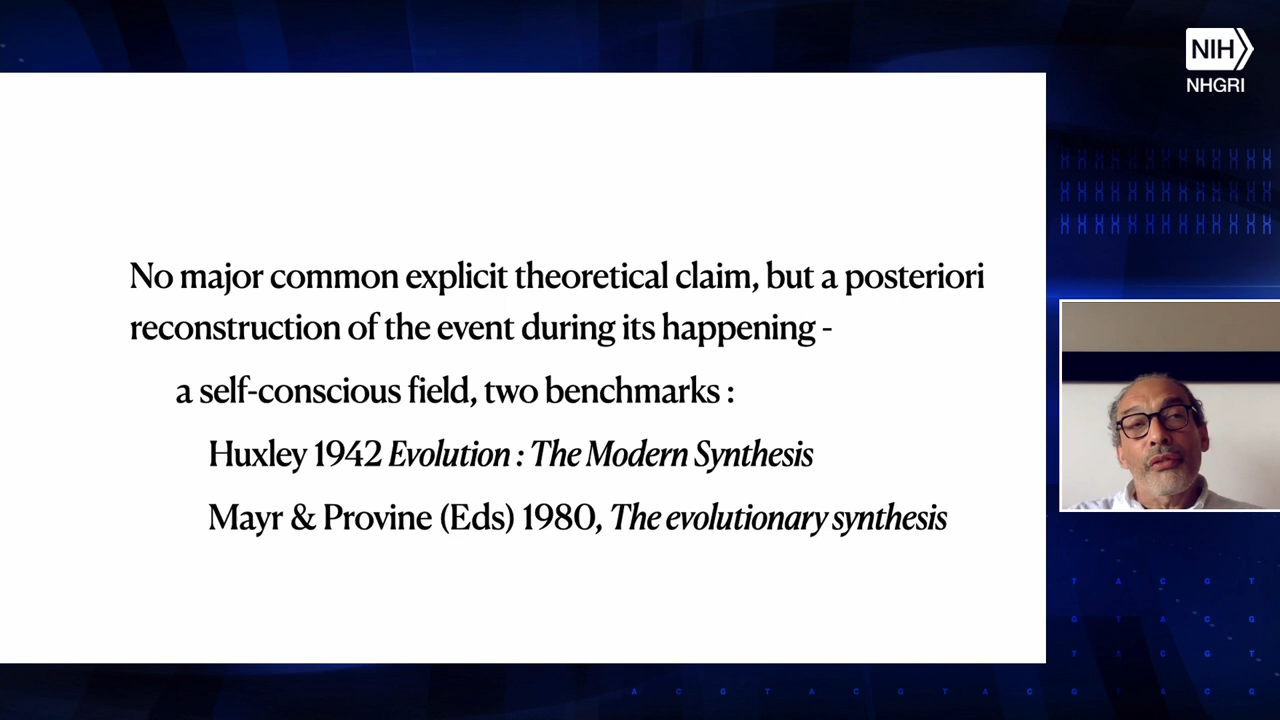 NIH
NHGRI
No major common explicit theoretical claim, but a posteriori
reconstruction of the event during its happening -
a self-conscious field, two benchmarks :
Huxley 1942 Evolution : The Modern Synthesis
Mayr & Provine (Eds) 1980, The evolutionary synthesis
T A C G T
G T A C G
T A C G T
A C G T A C G T A C G T A C G